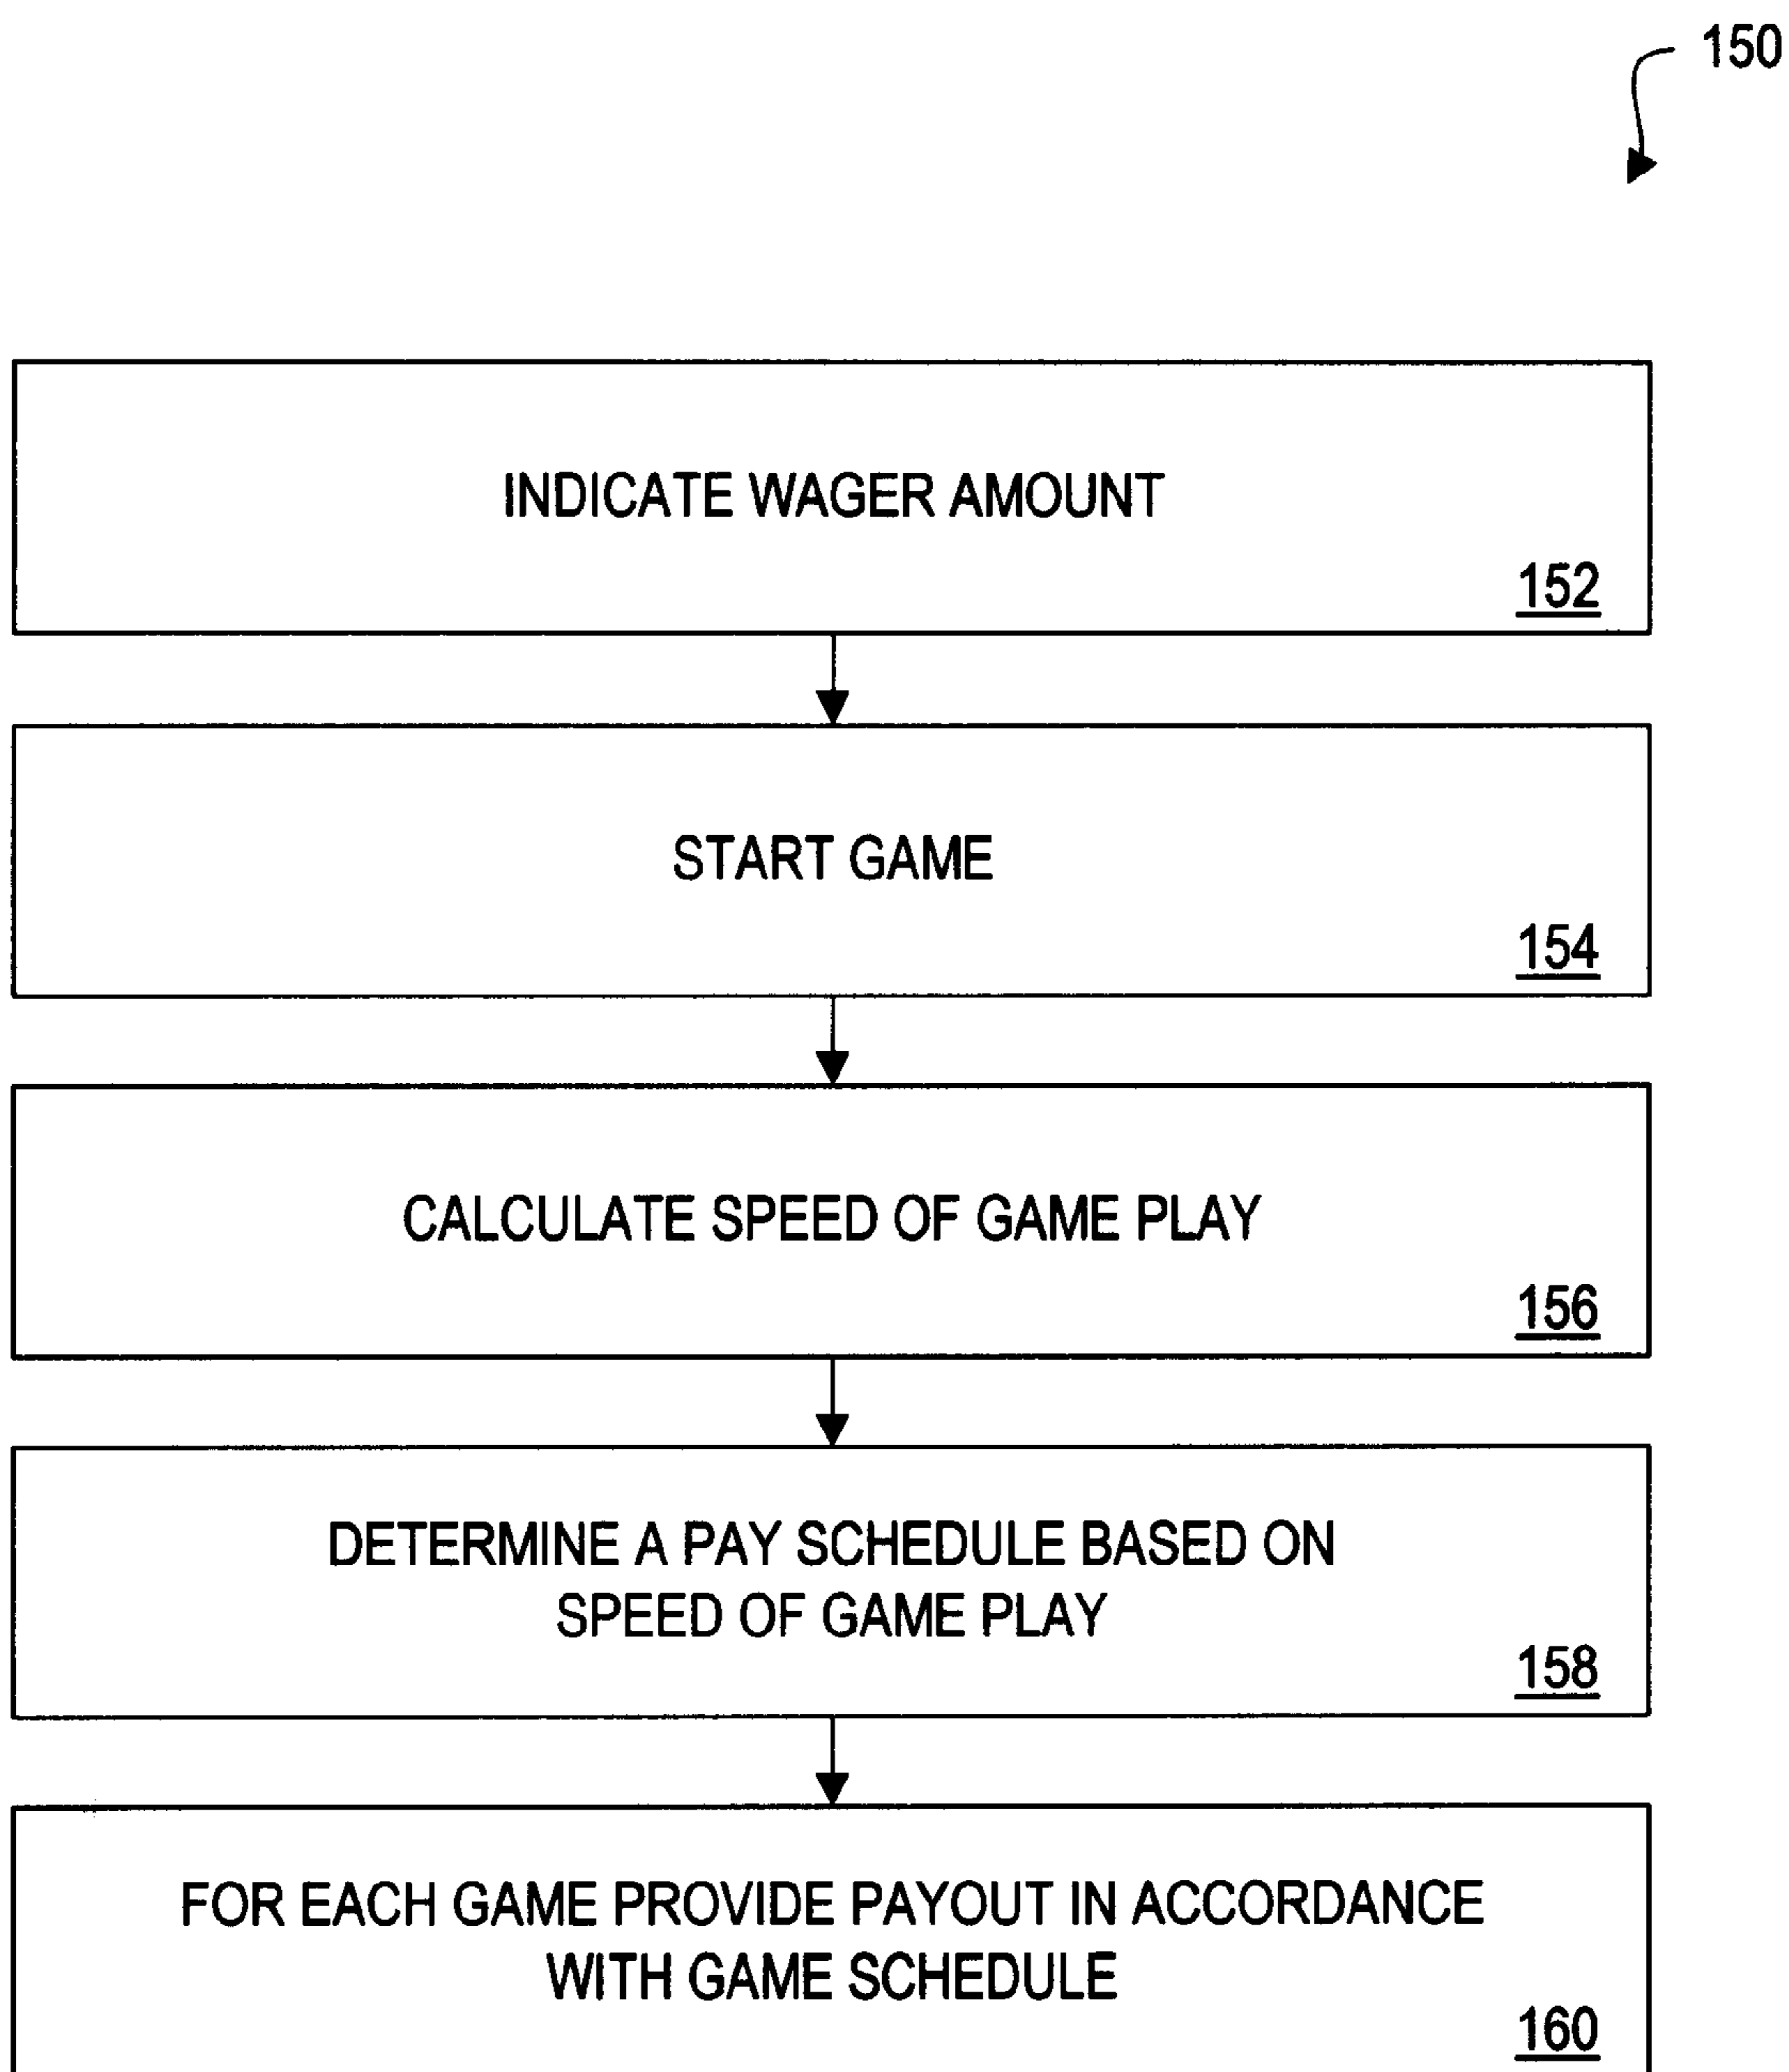 150
INDICATE WAGER AMOUNT
152
START GAME
154
CALCULATE SPEED OF GAME PLAY
156
DETERMINE A PAY SCHEDULE BASED ON
SPEED OF GAME PLAY
158
FOR EACH GAME PROVIDE PAYOUT IN ACCORDANCE
WITH GAME SCHEDULE
160